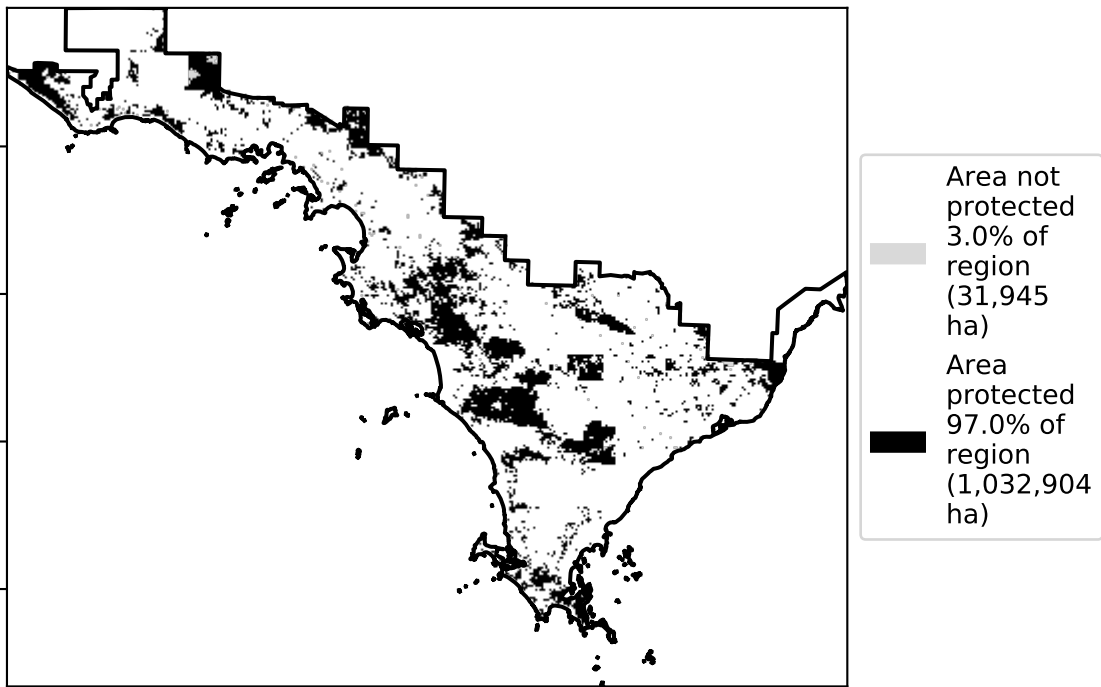 Area not
protected
3.0% of
region
(31,945
ha)
Area
protected
97.0% of
region
(1,032,904
ha)